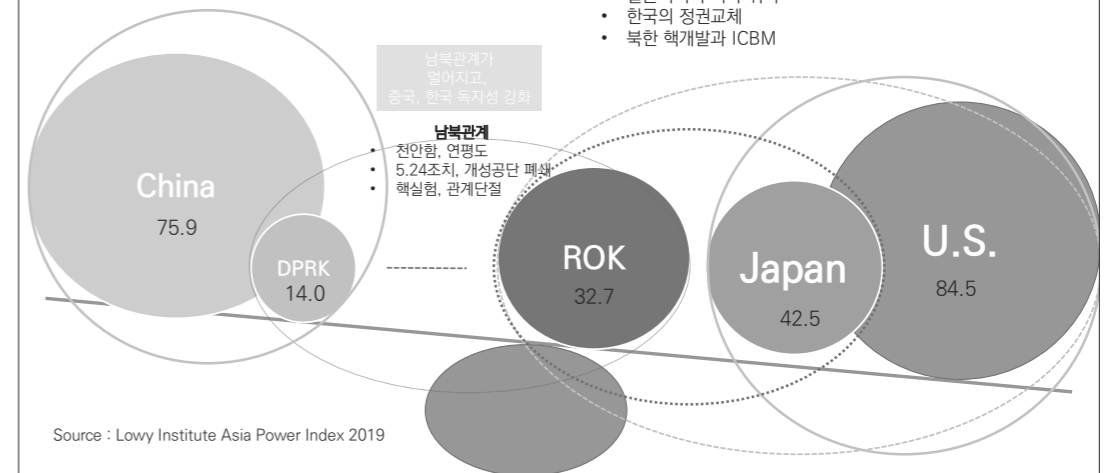 • 한국의 정권교체
• 북한 핵개발과 ICBM
남북관계가
멀어지고,
중국, 한국 독자성 강화
남북관계
• 천안함, 연평도
• 5.24조치, 개성공단 폐쇄
• 핵실험, 관계단절
China
75.9
DPRK
14.0
ROK
32.7
Japan
42.5
U.S.
84.5
Source : Lowy Institute Asia Power Index 2019